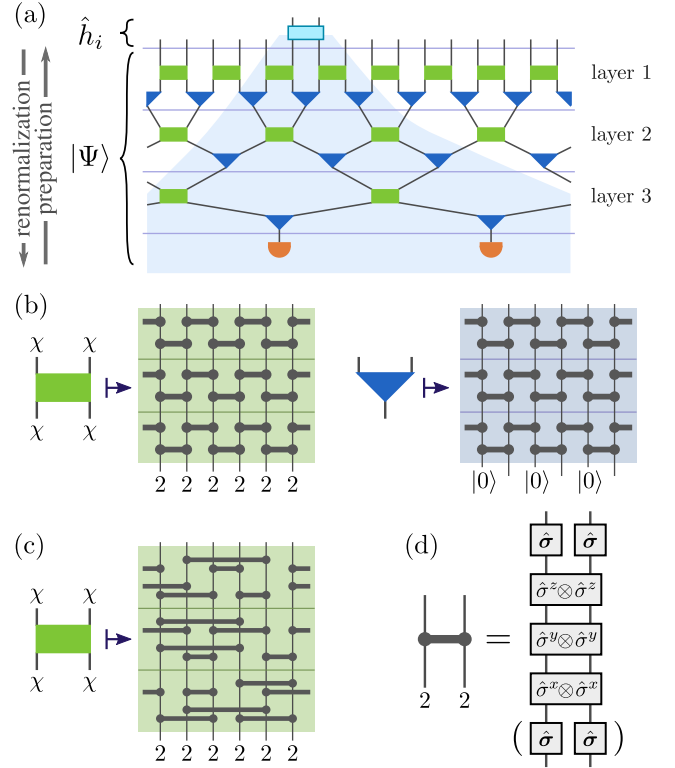 (a)
ĥᵢ
renormalization
preparation
|Ψ⟩
layer 1
layer 2
layer 3
(b)
χ χ
χ χ
2 2 2 2 2 2
|0⟩ |0⟩ |0⟩
(c)
χ χ
χ χ
2 2 2 2 2 2
(d)
2 2
=
σ̂ σ̂
σ̂ᶻ⊗σ̂ᶻ
σ̂ʸ⊗σ̂ʸ
σ̂ˣ⊗σ̂ˣ
( σ̂ σ̂ )